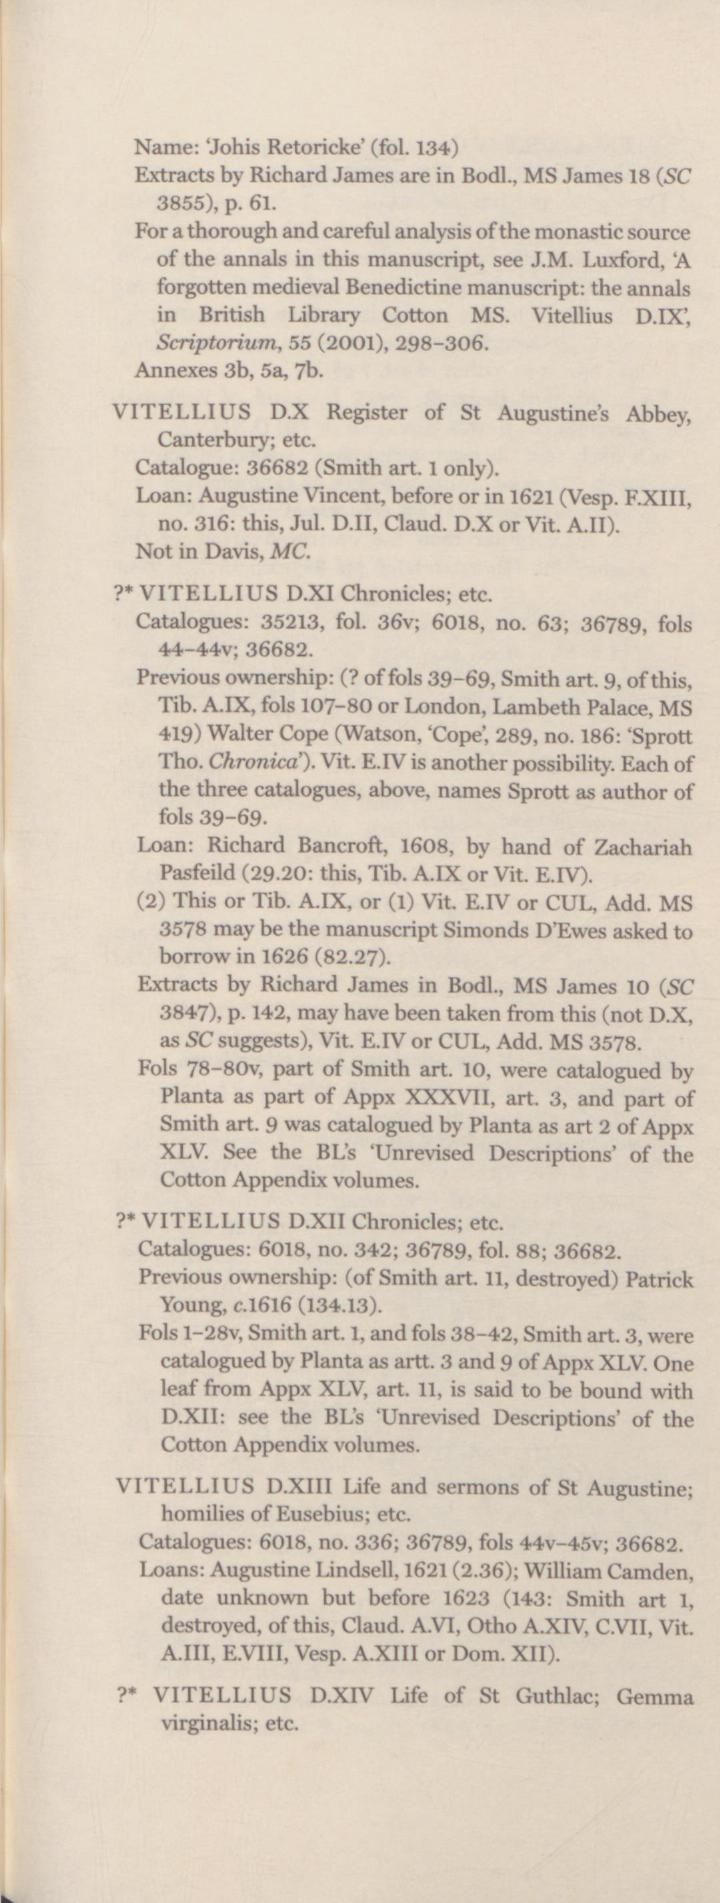 Name: ‘Johis Retoricke’ (fol. 134)
Extracts by Richard James are in Bodl., MS James 18 (SC
3855), p. 61.
For a thorough and careful analysis of the monastic source
of the annals in this manuscript, see J.M. Luxford, ‘A
forgotten medieval Benedictine manuscript: the annals
in British Library Cotton MS. Vitellius D.IX’,
Scriptorium, 55 (2001), 298–306.
Annexes 3b, 5a, 7b.
VITELLIUS D.X Register of St Augustine’s Abbey,
Canterbury; etc.
Catalogue: 36682 (Smith art. 1 only).
Loan: Augustine Vincent, before or in 1621 (Vesp. F.XIII,
no. 316: this, Jul. D.II, Claud. D.X or Vit. A.II).
Not in Davis, MC.
?* VITELLIUS D.XI Chronicles; etc.
Catalogues: 35213, fol. 36v; 6018, no. 63; 36789, fols
44–44v; 36682.
Previous ownership: (? of fols 39–69, Smith art. 9, of this,
Tib. A.IX, fols 107–80 or London, Lambeth Palace, MS
419) Walter Cope (Watson, ‘Cope’, 289, no. 186: ‘Sprott
Tho. Chronica’). Vit. E.IV is another possibility. Each of
the three catalogues, above, names Sprott as author of
fols 39–69.
Loan: Richard Bancroft, 1608, by hand of Zachariah
Pasfeild (29.20: this, Tib. A.IX or Vit. E.IV).
(2) This or Tib. A.IX, or (1) Vit. E.IV or CUL, Add. MS
3578 may be the manuscript Simonds D’Ewes asked to
borrow in 1626 (82.27).
Extracts by Richard James in Bodl., MS James 10 (SC
3847), p. 142, may have been taken from this (not D.X,
as SC suggests), Vit. E.IV or CUL, Add. MS 3578.
Fols 78–80v, part of Smith art. 10, were catalogued by
Planta as part of Appx XXXVII, art. 3, and part of
Smith art. 9 was catalogued by Planta as art 2 of Appx
XLV. See the BL’s ‘Unrevised Descriptions’ of the
Cotton Appendix volumes.
?* VITELLIUS D.XII Chronicles; etc.
Catalogues: 6018, no. 342; 36789, fol. 88; 36682.
Previous ownership: (of Smith art. 11, destroyed) Patrick
Young, c.1616 (134.13).
Fols 1–28v, Smith art. 1, and fols 38–42, Smith art. 3, were
catalogued by Planta as artt. 3 and 9 of Appx XLV. One
leaf from Appx XLV, art. 11, is said to be bound with
D.XII: see the BL’s ‘Unrevised Descriptions’ of the
Cotton Appendix volumes.
VITELLIUS D.XIII Life and sermons of St Augustine;
homilies of Eusebius; etc.
Catalogues: 6018, no. 336; 36789, fols 44v–45v; 36682.
Loans: Augustine Lindsell, 1621 (2.36); William Camden,
date unknown but before 1623 (143: Smith art 1,
destroyed, of this, Claud. A.VI, Otho A.XIV, C.VII, Vit.
A.III, E.VIII, Vesp. A.XIII or Dom. XII).
?* VITELLIUS D.XIV Life of St Guthlac; Gemma
virginalis; etc.